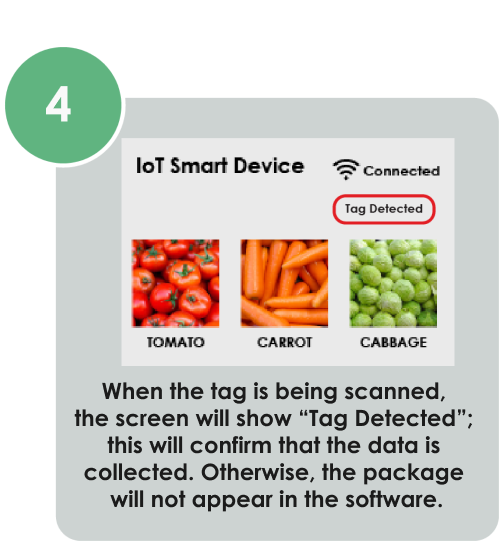 4
IoT Smart Device
Connected
Tag Detected
TOMATO
CARROT
CABBAGE
When the tag is being scanned,
the screen will show “Tag Detected”;
this will confirm that the data is
collected. Otherwise, the package
will not appear in the software.